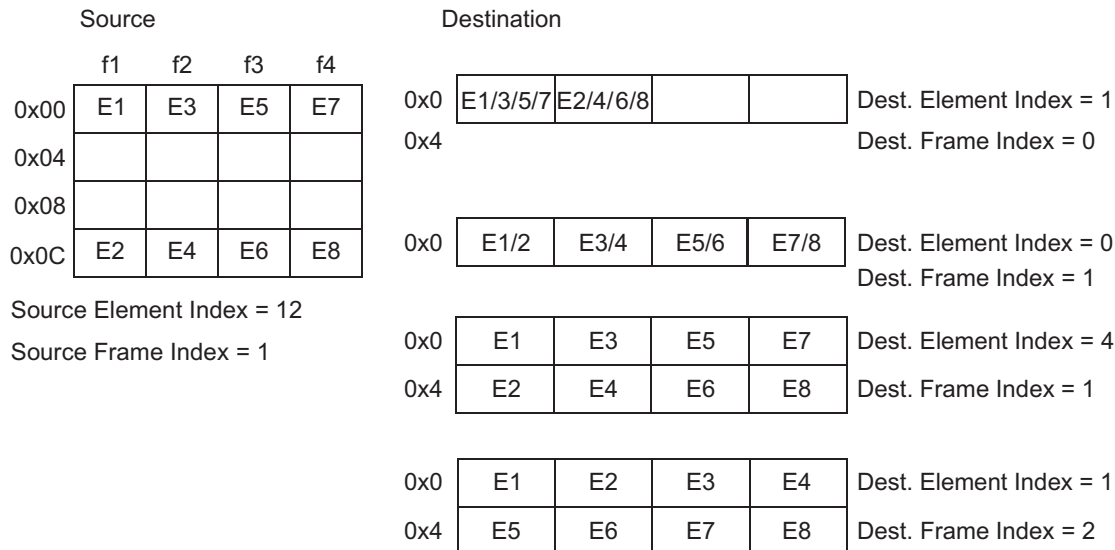 Source
f1 f2 f3 f4
0x00 E1 E3 E5 E7
0x04
0x08
0x0C E2 E4 E6 E8
Source Element Index = 12
Source Frame Index = 1
Destination
0x0 E1/3/5/7 E2/4/6/8 Dest. Element Index = 1
0x4 Dest. Frame Index = 0
0x0 E1/2 E3/4 E5/6 E7/8 Dest. Element Index = 0
Dest. Frame Index = 1
0x0 E1 E3 E5 E7 Dest. Element Index = 4
0x4 E2 E4 E6 E8 Dest. Frame Index = 1
0x0 E1 E2 E3 E4 Dest. Element Index = 1
0x4 E5 E6 E7 E8 Dest. Frame Index = 2